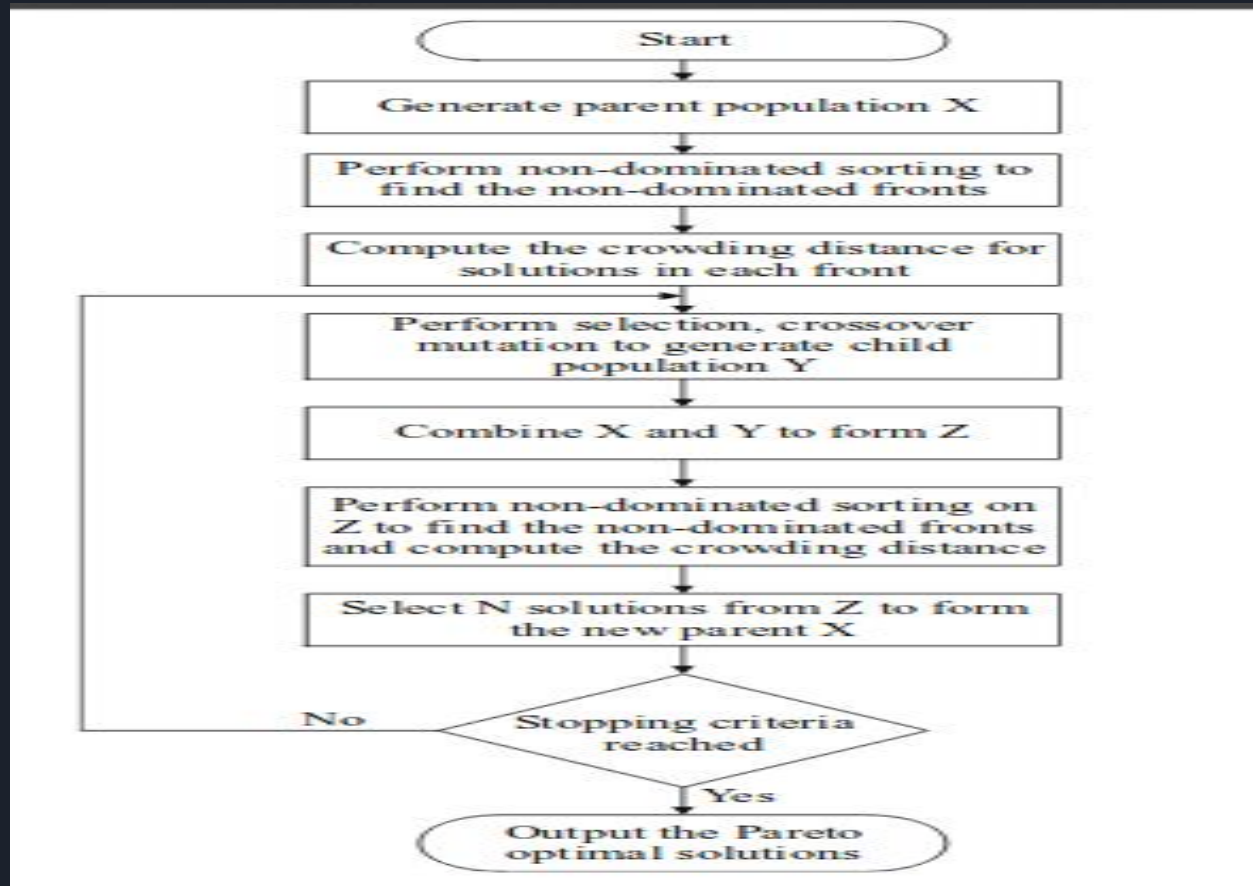 Start
Generate parent population X
Perform non-dominated sorting to
find the non-dominated fronts
Compute the crowding distance for
solutions in each front
Perform selection, crossover
mutation to generate child
population Y
Combine X and Y to form Z
Perform non-dominated sorting on
Z to find the non-dominated fronts
and compute the crowding distance
Select N solutions from Z to form
the new parent X
No
Stopping criteria
reached
Yes
Output the Pareto
optimal solutions